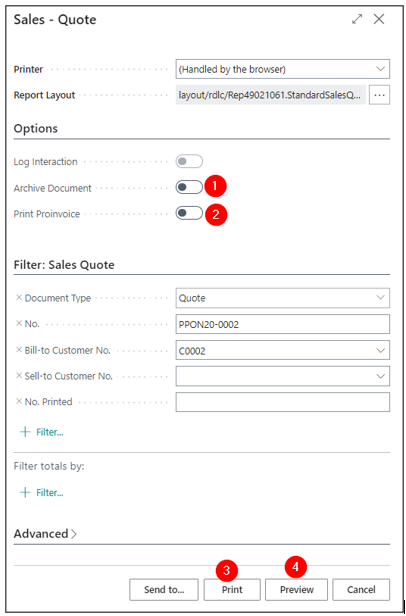 Sales - Quote
Printer (Handled by the browser)
Report Layout layout/rdlc/Rep49021061.StandardSalesQ... ...
Options
Log Interaction
Archive Document 1
Print Proinvoice 2
Filter: Sales Quote
× Document Type Quote
× No. PPON20-0002
× Bill-to Customer No. C0002
× Sell-to Customer No.
× No. Printed
+ Filter...
Filter totals by:
+ Filter...
Advanced >
3 4
Send to... Print Preview Cancel